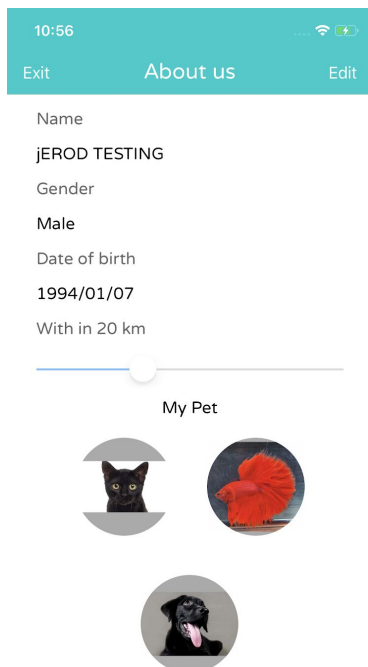 10:56
Exit About us Edit
Name
jEROD TESTING
Gender
Male
Date of birth
1994/01/07
With in 20 km
My Pet